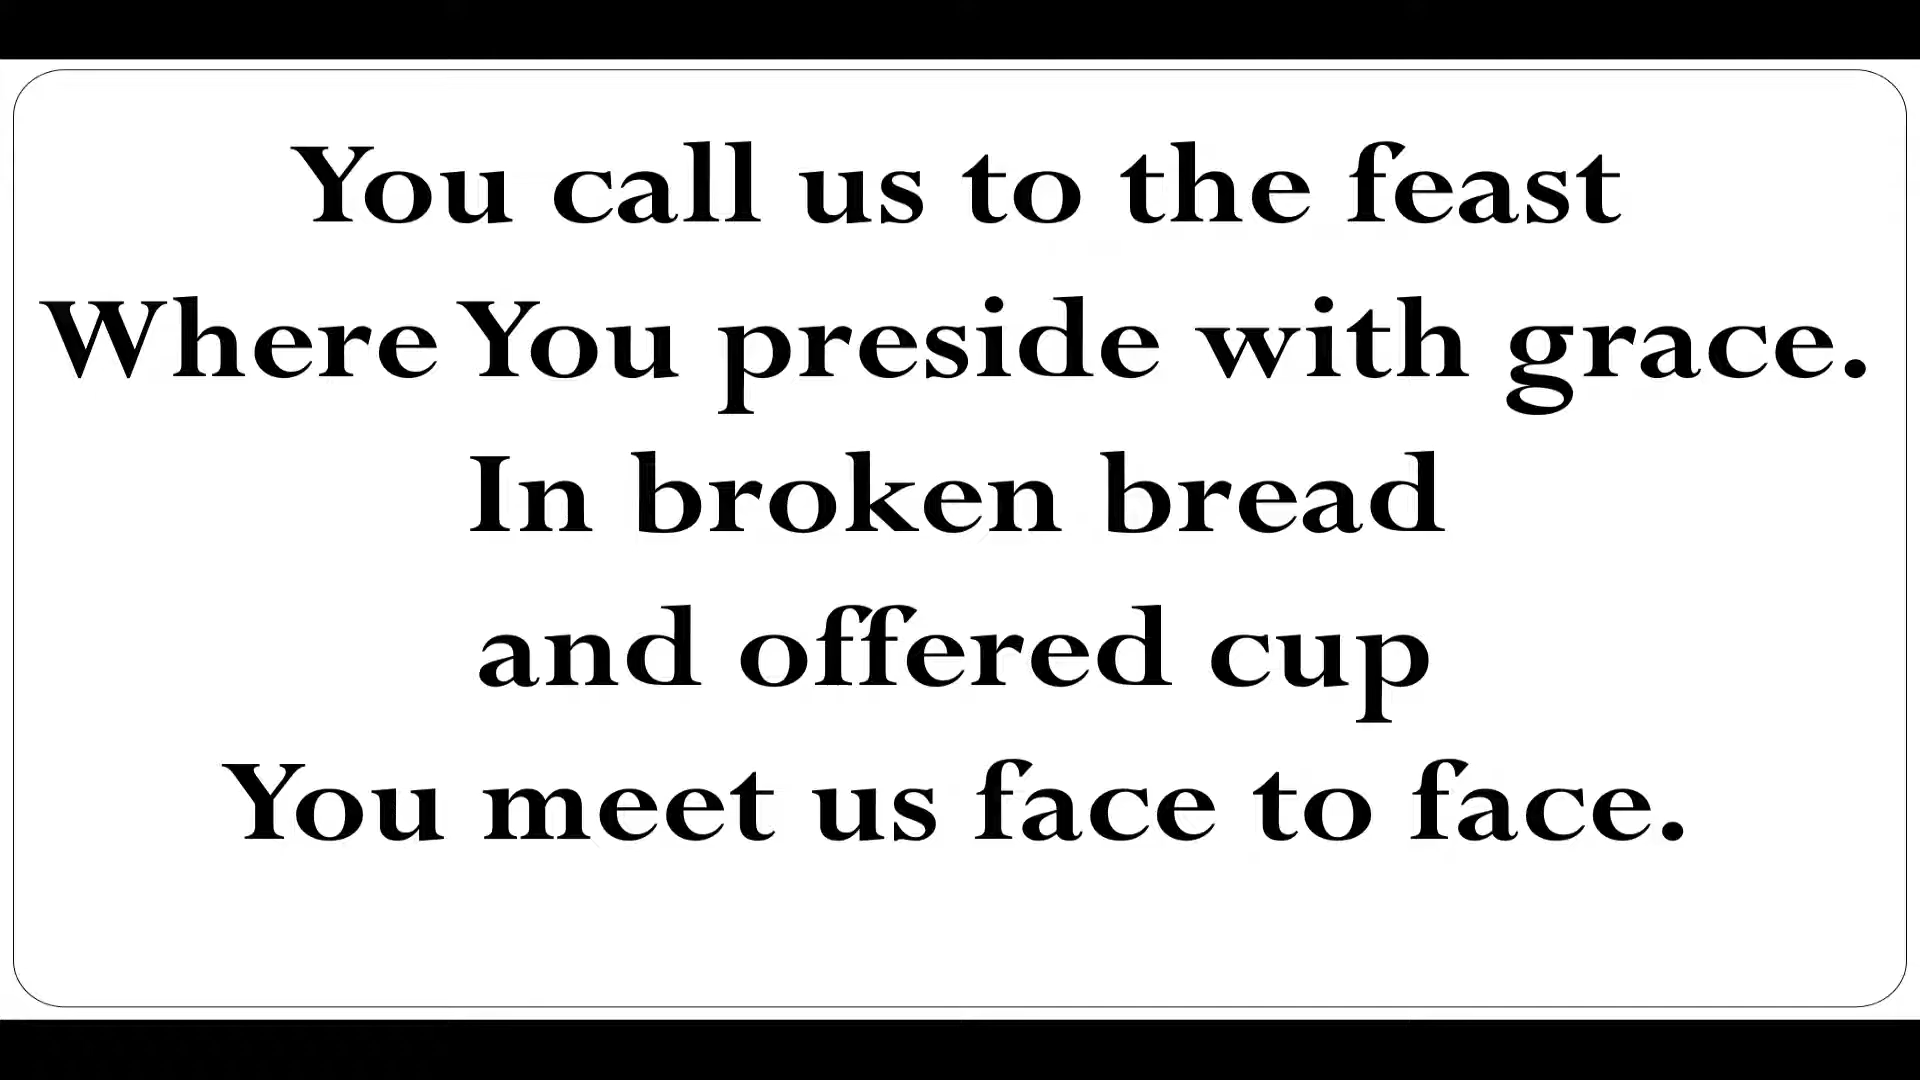 You call us to the feast
Where You preside with grace.
In broken bread
and offered cup
You meet us face to face.